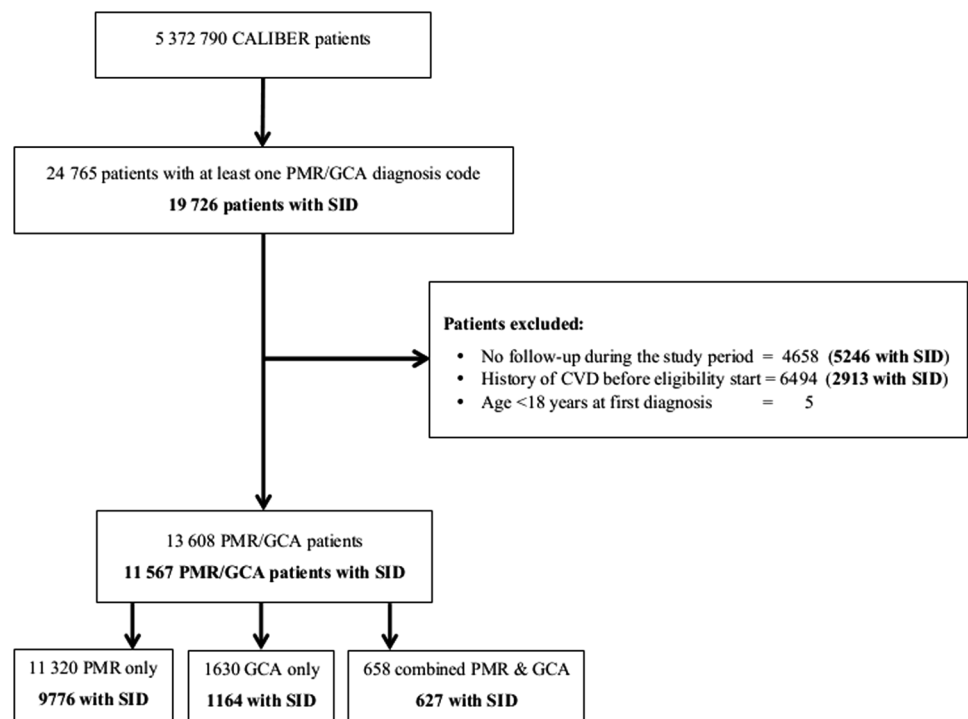 5 372 790 CALIBER patients
24 765 patients with at least one PMR/GCA diagnosis code
19 726 patients with SID
Patients excluded:
• No follow-up during the study period = 4658 (5246 with SID)
• History of CVD before eligibility start = 6494 (2913 with SID)
• Age <18 years at first diagnosis = 5
13 608 PMR/GCA patients
11 567 PMR/GCA patients with SID
11 320 PMR only
9776 with SID
1630 GCA only
1164 with SID
658 combined PMR & GCA
627 with SID